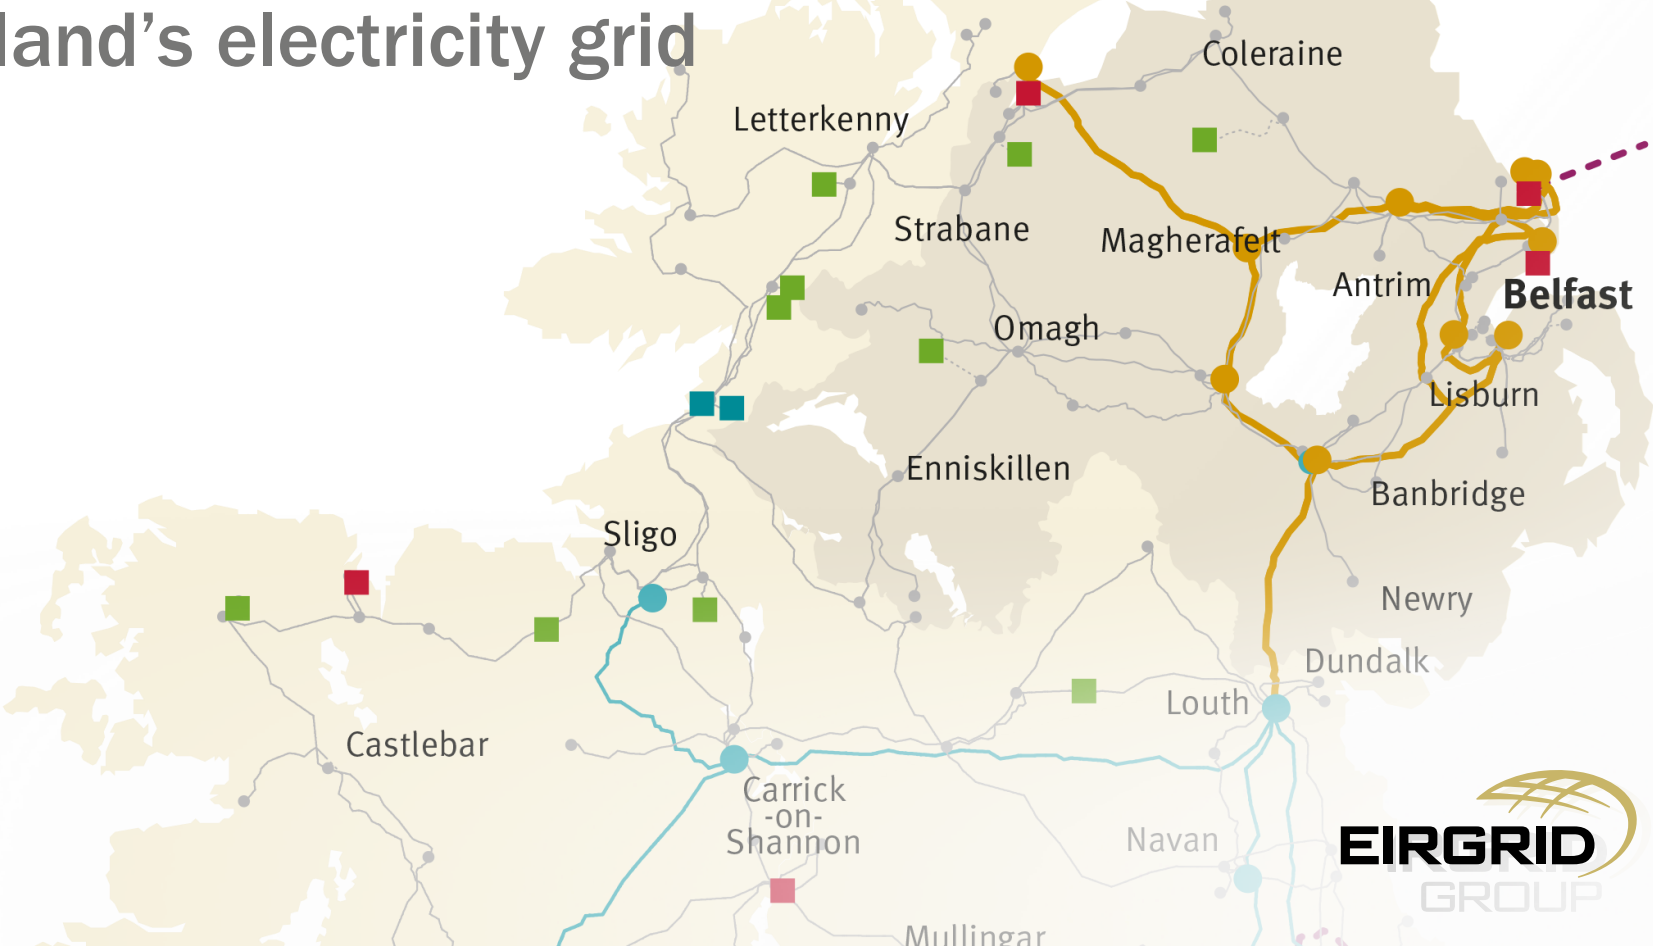 land's electricity grid
Coleraine
Letterkenny
Strabane
Magherafelt
Antrim
Belfast
Omagh
Lisburn
Enniskillen
Banbridge
Sligo
Newry
Dundalk
Louth
Castlebar
Carrick
-on-
Shannon
Navan
EIRGRID
GROUP
Mullingar